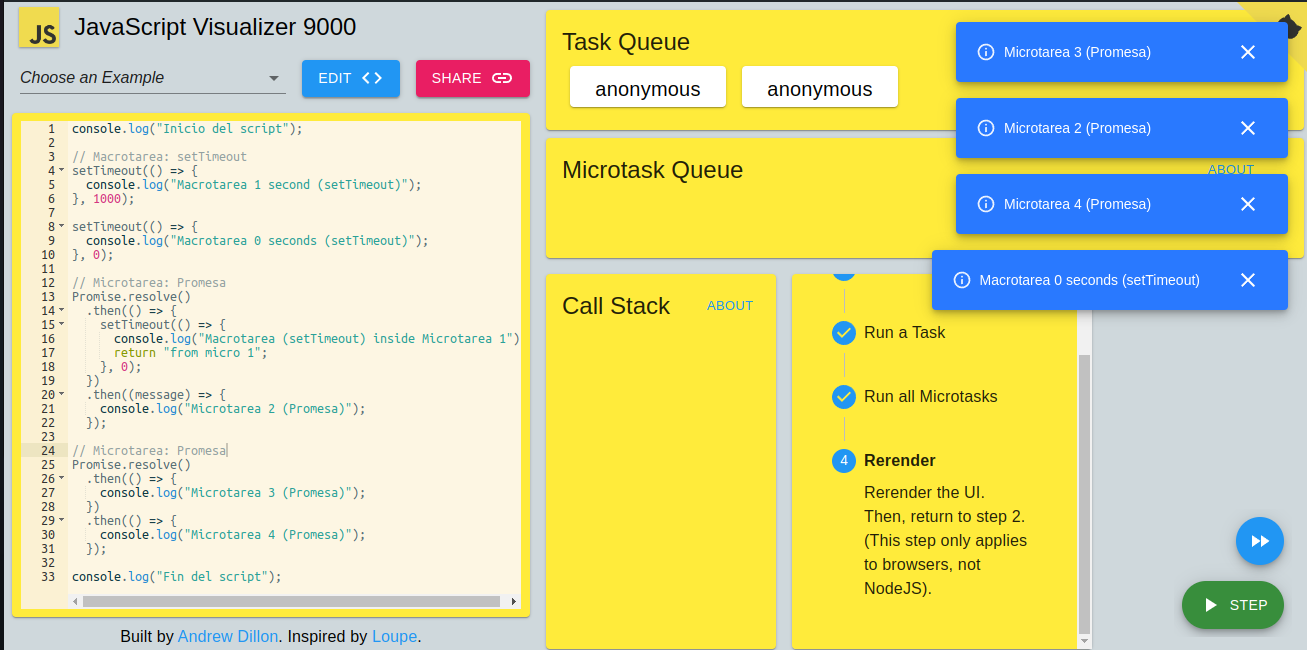 JS
JavaScript Visualizer 9000
Choose an Example
EDIT
SHARE
1 console.log("Inicio del script");
2
3 // Macrotarea: setTimeout
4 setTimeout(() => {
5 console.log("Macrotarea 1 second (setTimeout)");
6 }, 1000);
7
8 setTimeout(() => {
9 console.log("Macrotarea 0 seconds (setTimeout)");
10 }, 0);
11
12 // Microtarea: Promesa
13 Promise.resolve()
14 .then(() => {
15 setTimeout(() => {
16 console.log("Macrotarea (setTimeout) inside Microtarea 1")
17 return "from micro 1";
18 }, 0);
19 })
20 .then((message) => {
21 console.log("Microtarea 2 (Promesa)");
22 });
23
24 // Microtarea: Promesa
25 Promise.resolve()
26 .then(() => {
27 console.log("Microtarea 3 (Promesa)");
28 })
29 .then(() => {
30 console.log("Microtarea 4 (Promesa)");
31 });
32
33 console.log("Fin del script");
Built by Andrew Dillon. Inspired by Loupe.
Task Queue
anonymous
anonymous
Microtask Queue
ABOUT
Call Stack
ABOUT
Run a Task
Run all Microtasks
4 Rerender
Rerender the UI.
Then, return to step 2.
(This step only applies
to browsers, not
NodeJS).
Microtarea 3 (Promesa)
Microtarea 2 (Promesa)
Microtarea 4 (Promesa)
Macrotarea 0 seconds (setTimeout)
STEP